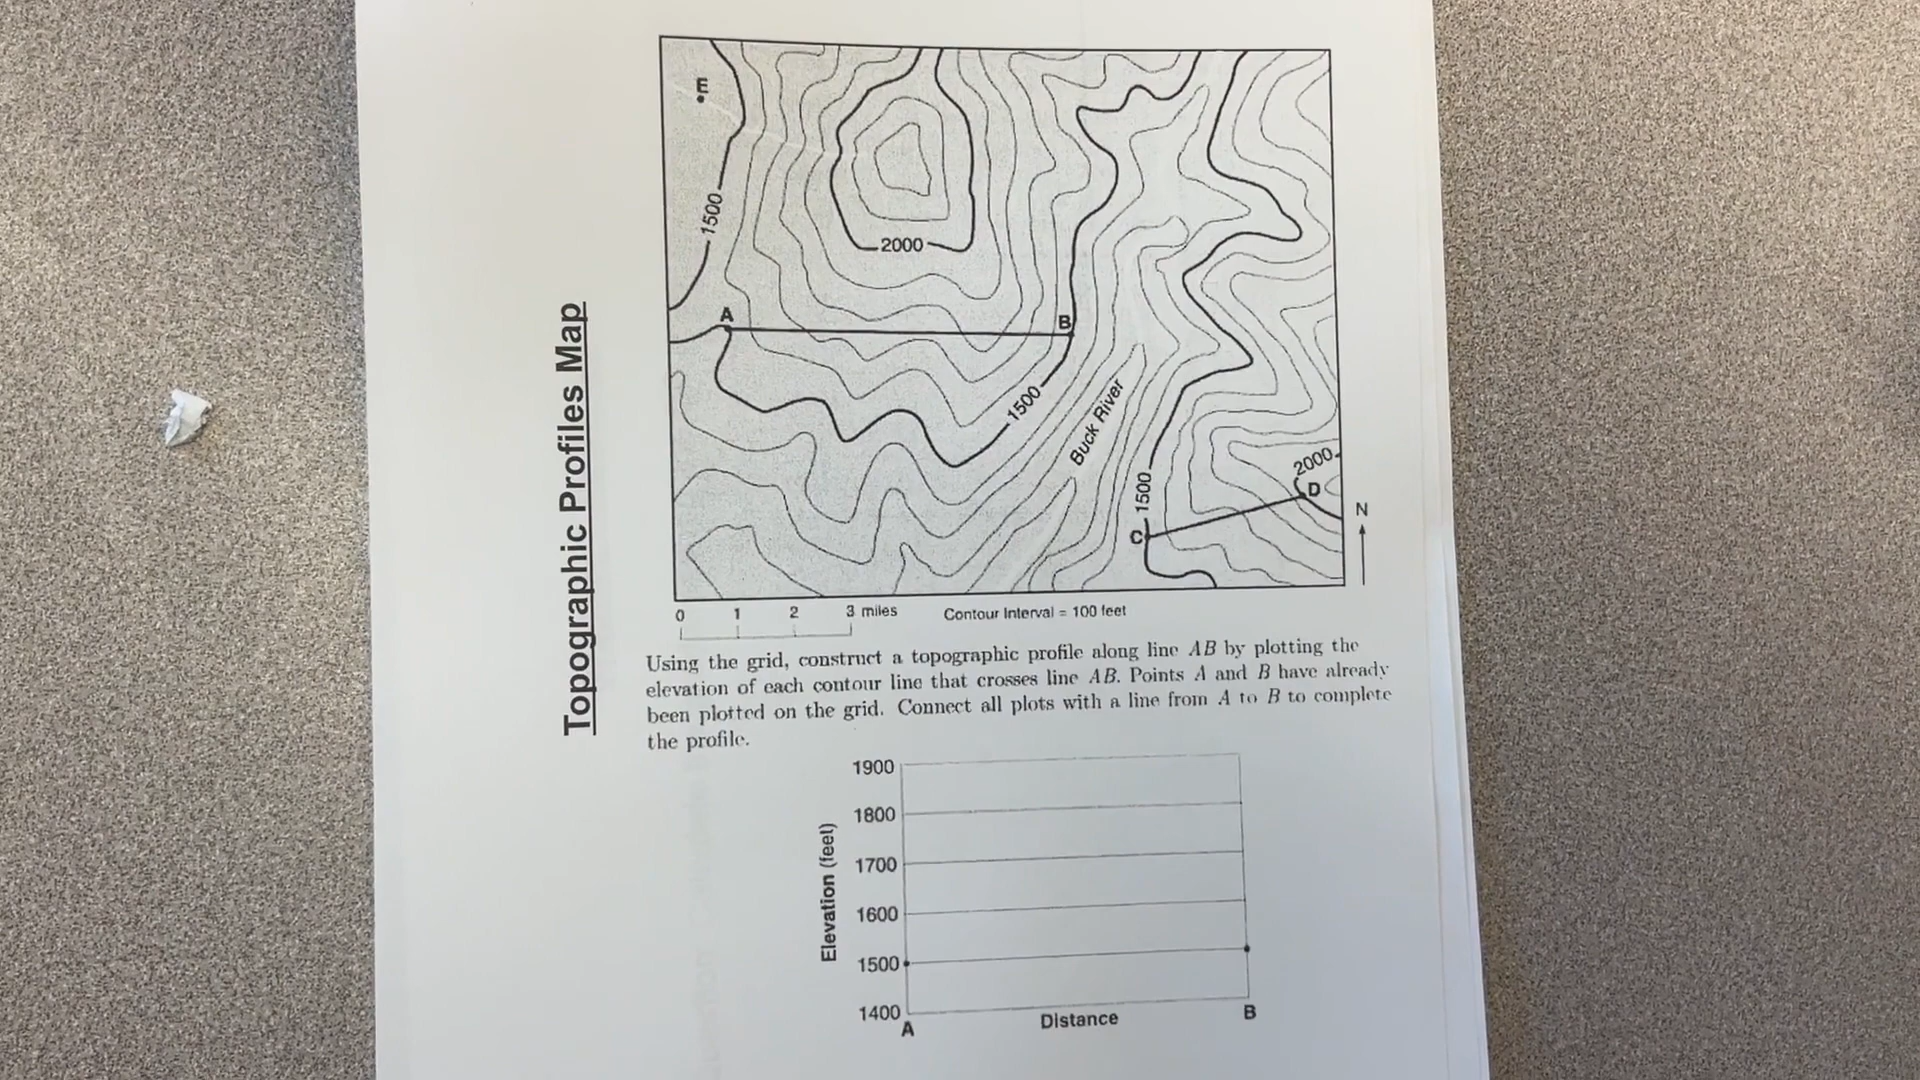 Topographic Profiles Map
E
1500
2000
A
B
1500
Buck River
1500
2000
D
C
N
0 1 2 3 miles
Contour Interval = 100 feet
Using the grid, construct a topographic profile along line AB by plotting the
elevation of each contour line that crosses line AB. Points A and B have already
been plotted on the grid. Connect all plots with a line from A to B to complete
the profile.
1900
1800
1700
1600
1500
1400
Elevation (feet)
A
Distance
B